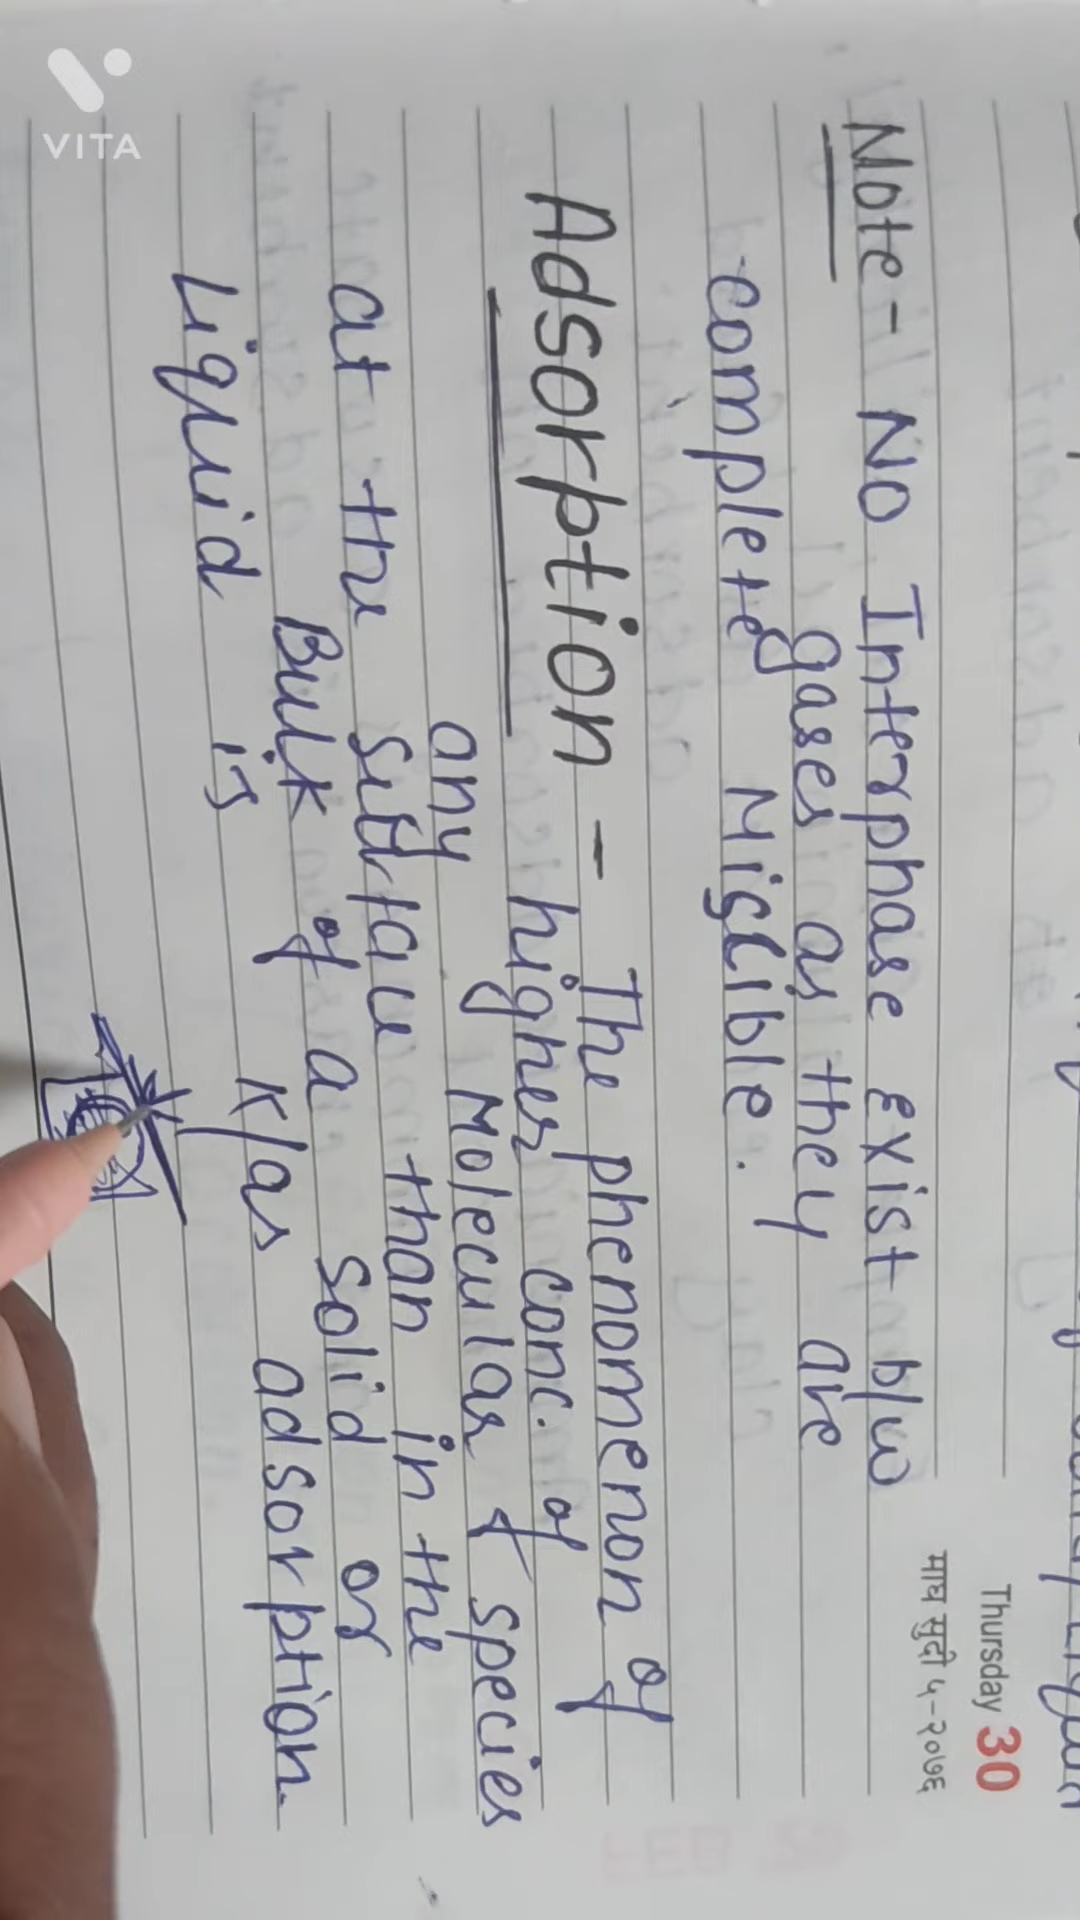 VITA
Thursday 30
माघ सुदी ५-२०७६
Note - No Interphase exist b/w
gases as they are
complete Miscible.
Adsorption - The phenomenon of
higher conc. of
any Molecular & species
at the surface than in the
Bulk of a solid or
Liquid is K/as adsorption.